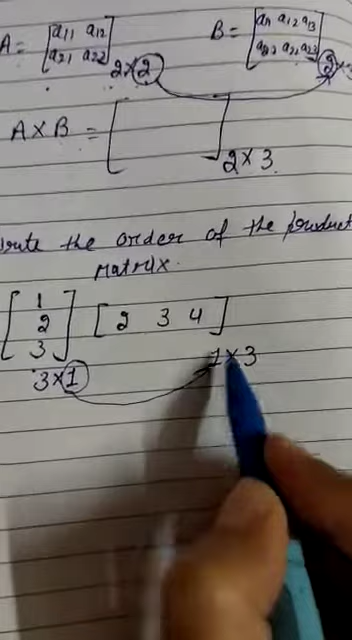 A = [a11 a12
a21 a22] 2×2
B = [a11 a12 a13
a22 a23] 2×
A × B = [ ] 2×3
the order of the product
matrix.
[1
2
3] [2 3 4]
3×1 1×3